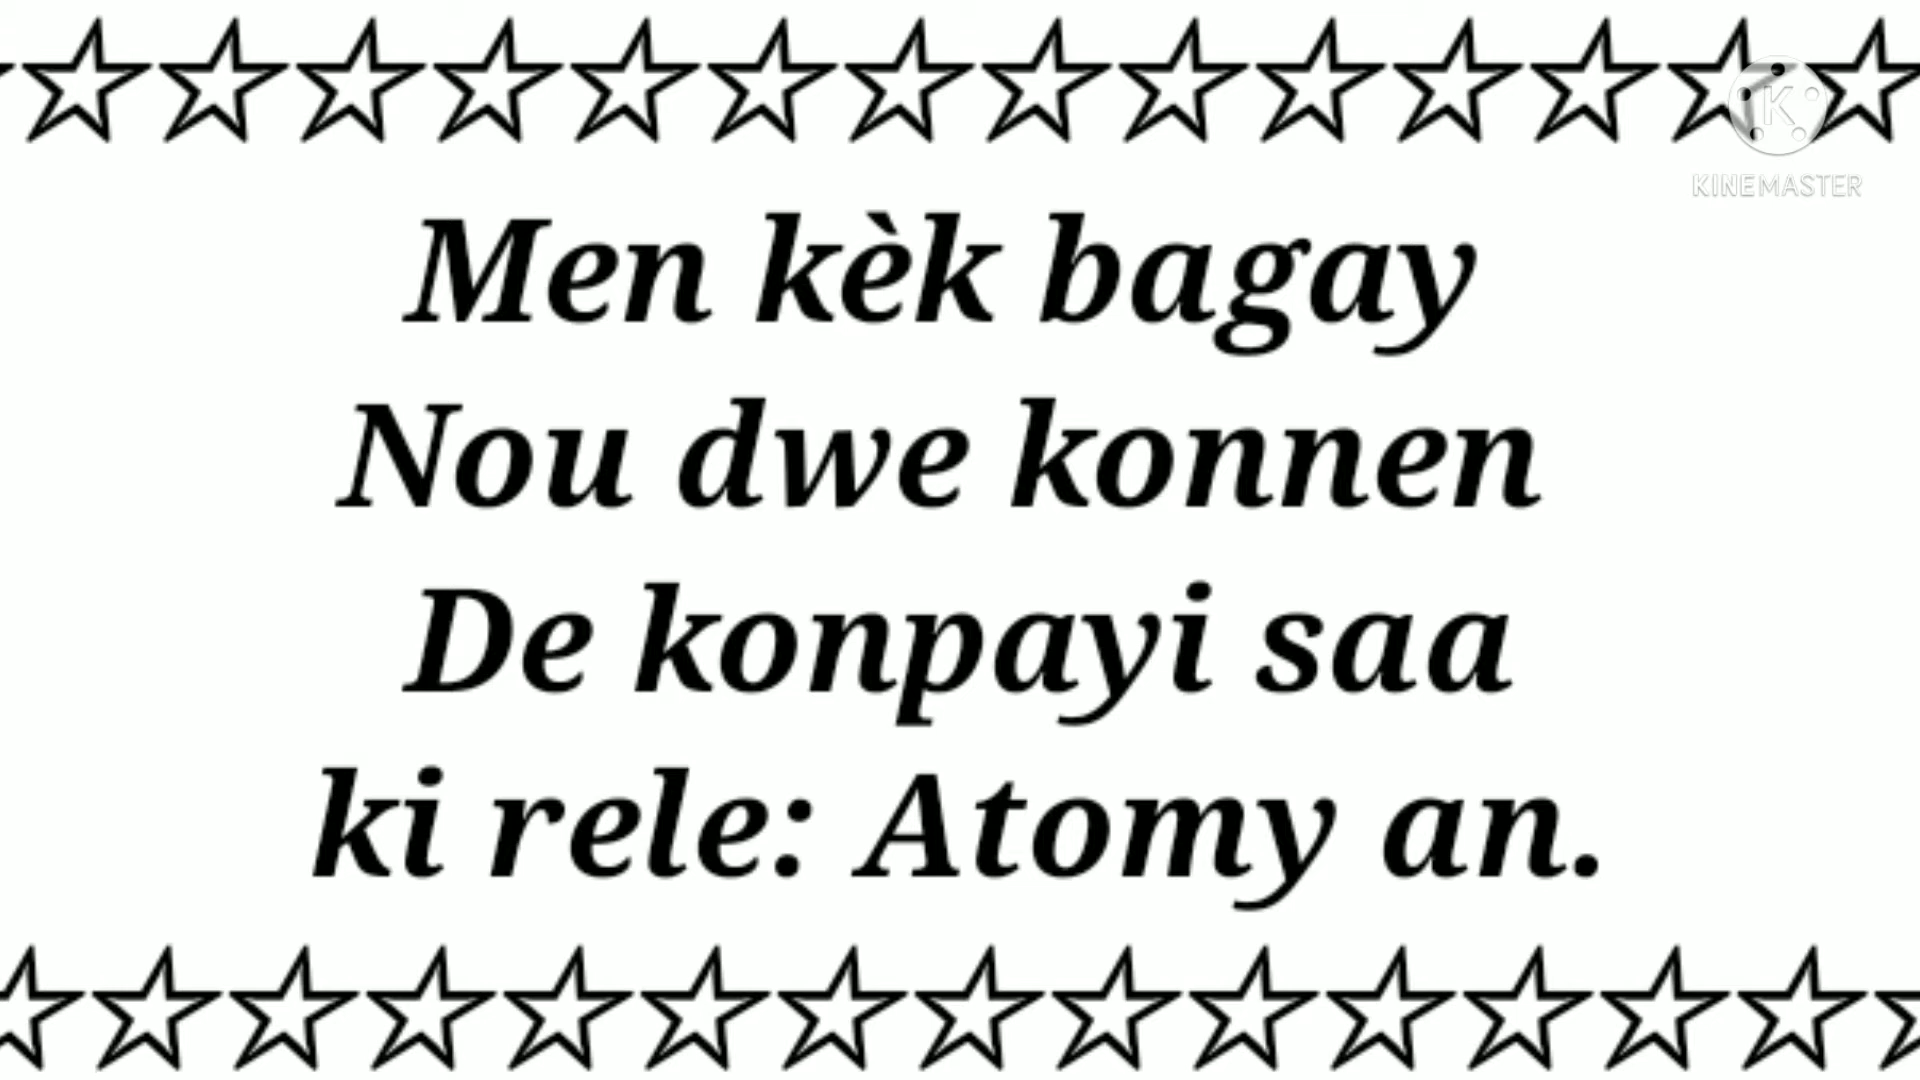 KINEMASTER
Men kèk bagay
Nou dwe konnen
De konpayi saa
ki rele: Atomy an.